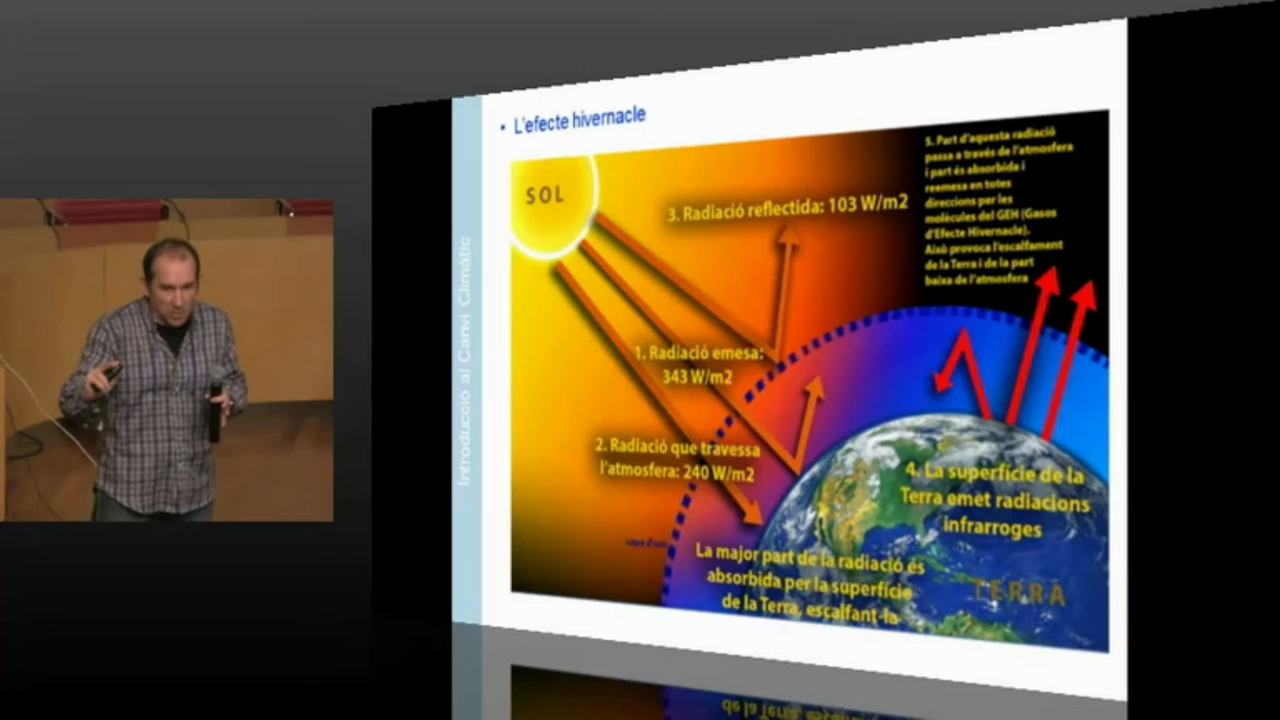 • L'efecte hivernacle
Introducció al Canvi Climàtic
SOL
3. Radiació reflectida: 103 W/m2
5. Part d'aquesta radiació
passa a través de l'atmosfera
i part és absorbida i
reemesa en totes
direccions per les
molècules del GEH (Gasos
d'Efecte Hivernacle).
Això provoca l'escalfament
de la Terra i de la part
baixa de l'atmosfera
1. Radiació emesa:
343 W/m2
2. Radiació que travessa
l'atmosfera: 240 W/m2
4. La superfície de la
Terra emet radiacions
infrarroges
La major part de la radiació és
absorbida per la superfície
de la Terra, escalfant-la
TERRA